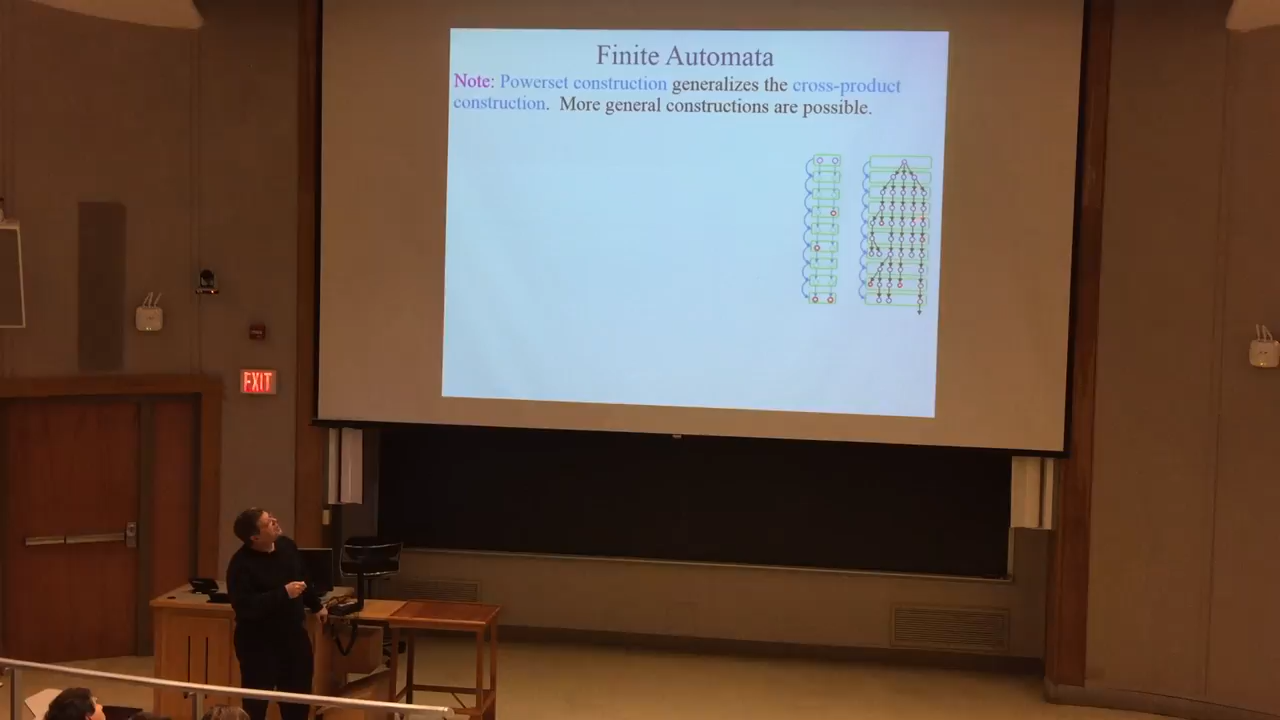 Finite Automata
Note: Powerset construction generalizes the cross-product
construction. More general constructions are possible.
EXIT